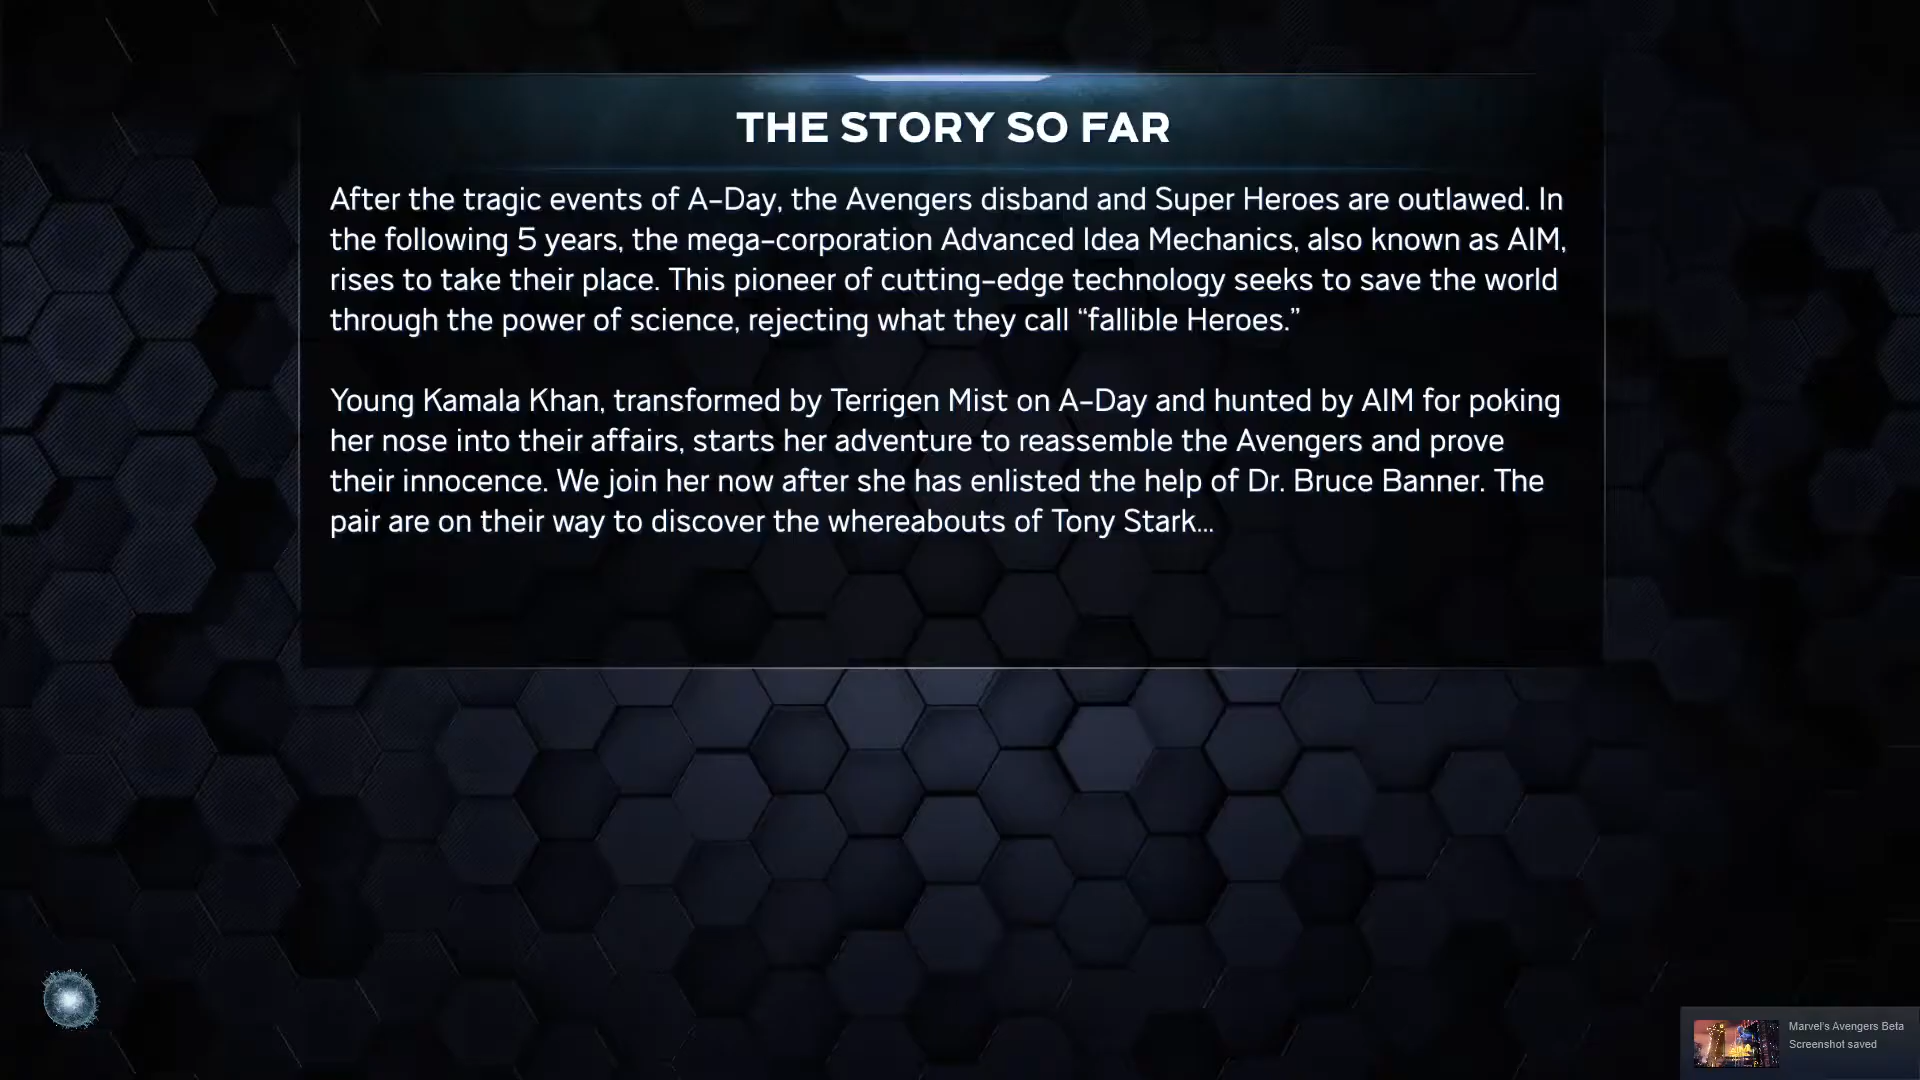 THE STORY SO FAR
After the tragic events of A-Day, the Avengers disband and Super Heroes are outlawed. In
the following 5 years, the mega-corporation Advanced Idea Mechanics, also known as AIM,
rises to take their place. This pioneer of cutting-edge technology seeks to save the world
through the power of science, rejecting what they call “fallible Heroes.”
Young Kamala Khan, transformed by Terrigen Mist on A-Day and hunted by AIM for poking
her nose into their affairs, starts her adventure to reassemble the Avengers and prove
their innocence. We join her now after she has enlisted the help of Dr. Bruce Banner. The
pair are on their way to discover the whereabouts of Tony Stark...
Marvel's Avengers Beta
Screenshot saved